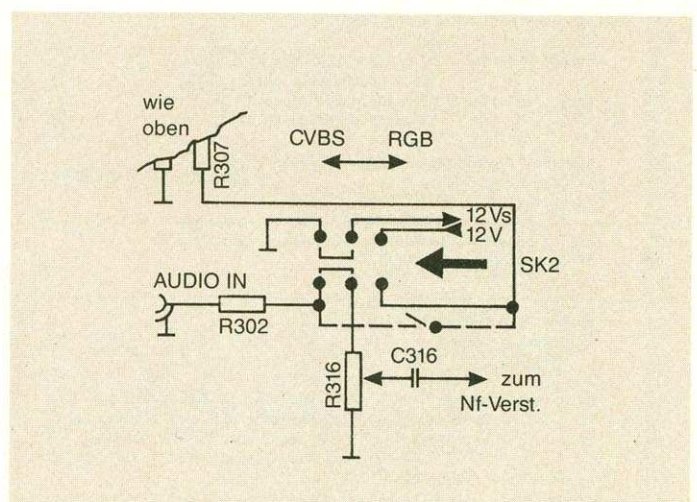 wie
oben
R307
CVBS
RGB
12 Vs
12 V
SK2
AUDIO IN
R302
R316
C316
zum
Nf-Verst.